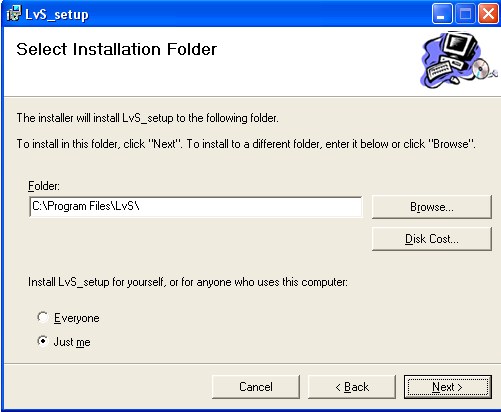 LvS_setup
Select Installation Folder
The installer will install LvS_setup to the following folder.
To install in this folder, click "Next". To install to a different folder, enter it below or click "Browse".
Folder:
C:\Program Files\LvS\
Browse...
Disk Cost...
Install LvS_setup for yourself, or for anyone who uses this computer:
Everyone
Just me
Cancel
< Back
Next >